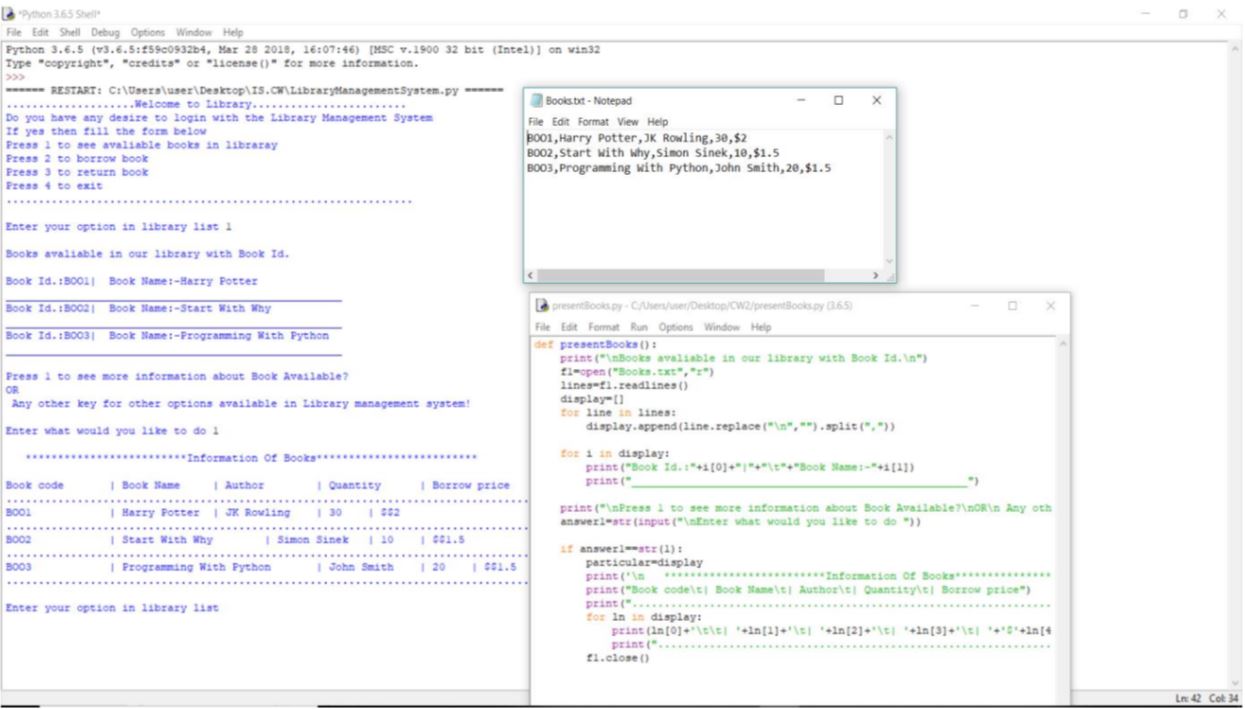 *Python 3.6.5 Shell*
File Edit Shell Debug Options Window Help
Python 3.6.5 (v3.6.5:f59c0932b4, Mar 28 2018, 16:07:46) [MSC v.1900 32 bit (Intel)] on win32
Type "copyright", "credits" or "license()" for more information.
>>>
====== RESTART: C:\Users\user\Desktop\IS.CW\LibraryManagementSystem.py ======
....................Welcome to Library........................
Do you have any desire to login with the Library Management System
If yes then fill the form below
Press 1 to see avaliable books in libraray
Press 2 to borrow book
Press 3 to return book
Press 4 to exit
...............................................................
Enter your option in library list 1
Books avaliable in our library with Book Id.
Book Id.:BOO1| Book Name:-Harry Potter
Book Id.:BOO2| Book Name:-Start With Why
Book Id.:BOO3| Book Name:-Programming With Python
Press 1 to see more information about Book Available?
OR
Any other key for other options available in Library management system!
Enter what would you like to do 1
*************************Information Of Books*************************
Book code | Book Name | Author | Quantity | Borrow price
BOO1 | Harry Potter | JK Rowling | 30 | $$2
BOO2 | Start With Why | Simon Sinek | 10 | $$1.5
BOO3 | Programming With Python | John Smith | 20 | $$1.5
Enter your option in library list
Books.txt - Notepad
File Edit Format View Help
BOO1,Harry Potter,JK Rowling,30,$2
BOO2,Start With Why,Simon Sinek,10,$1.5
BOO3,Programming With Python,John Smith,20,$1.5
presentBooks.py - C:/Users/user/Desktop/CW2/presentBooks.py (3.6.5)
File Edit Format Run Options Window Help
def presentBooks():
    print("\nBooks avaliable in our library with Book Id.\n")
    f1=open("Books.txt","r")
    lines=f1.readlines()
    display=[]
    for line in lines:
        display.append(line.replace("\n","").split(","))
    for i in display:
        print("Book Id.:"+i[0]+"|"+"\t"+"Book Name:-"+i[1])
        print("__________________________________________")
    print("\nPress 1 to see more information about Book Available?\nOR\n Any oth
    answer1=str(input("\nEnter what would you like to do "))
    if answer1==str(1):
        particular=display
        print('\n   *************************Information Of Books***************
        print("Book code\t| Book Name\t| Author\t| Quantity\t| Borrow price")
        print("................................................................
        for ln in display:
            print(ln[0]+'\t\t| '+ln[1]+'\t| '+ln[2]+'\t| '+ln[3]+'\t| '+'$'+ln[4
            print("............................................................
        f1.close()
Ln: 42 Col: 34